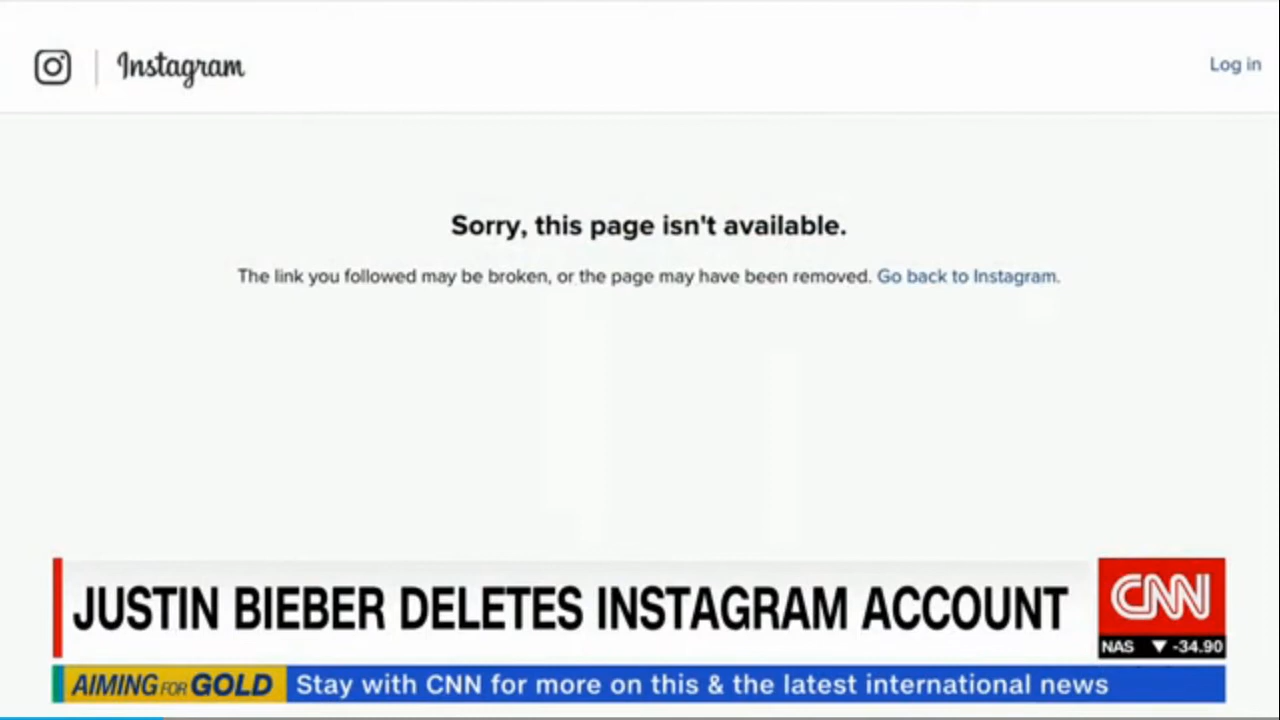 Instagram
Log in
Sorry, this page isn't available.
The link you followed may be broken, or the page may have been removed. Go back to Instagram.
JUSTIN BIEBER DELETES INSTAGRAM ACCOUNT
CNN
NAS ▼ -34.90
AIMING FOR GOLD Stay with CNN for more on this & the latest international news